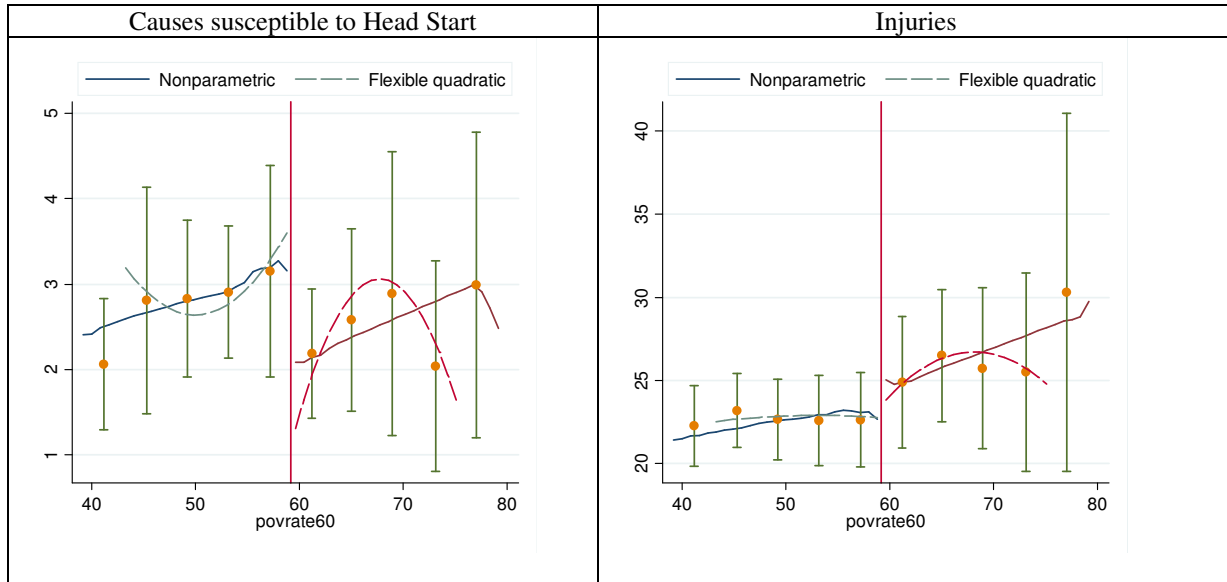 Causes susceptible to Head Start
Injuries
Nonparametric
Flexible quadratic
5
4
3
2
1
40
50
60
70
80
povrate60
Nonparametric
Flexible quadratic
40
35
30
25
20
40
50
60
70
80
povrate60